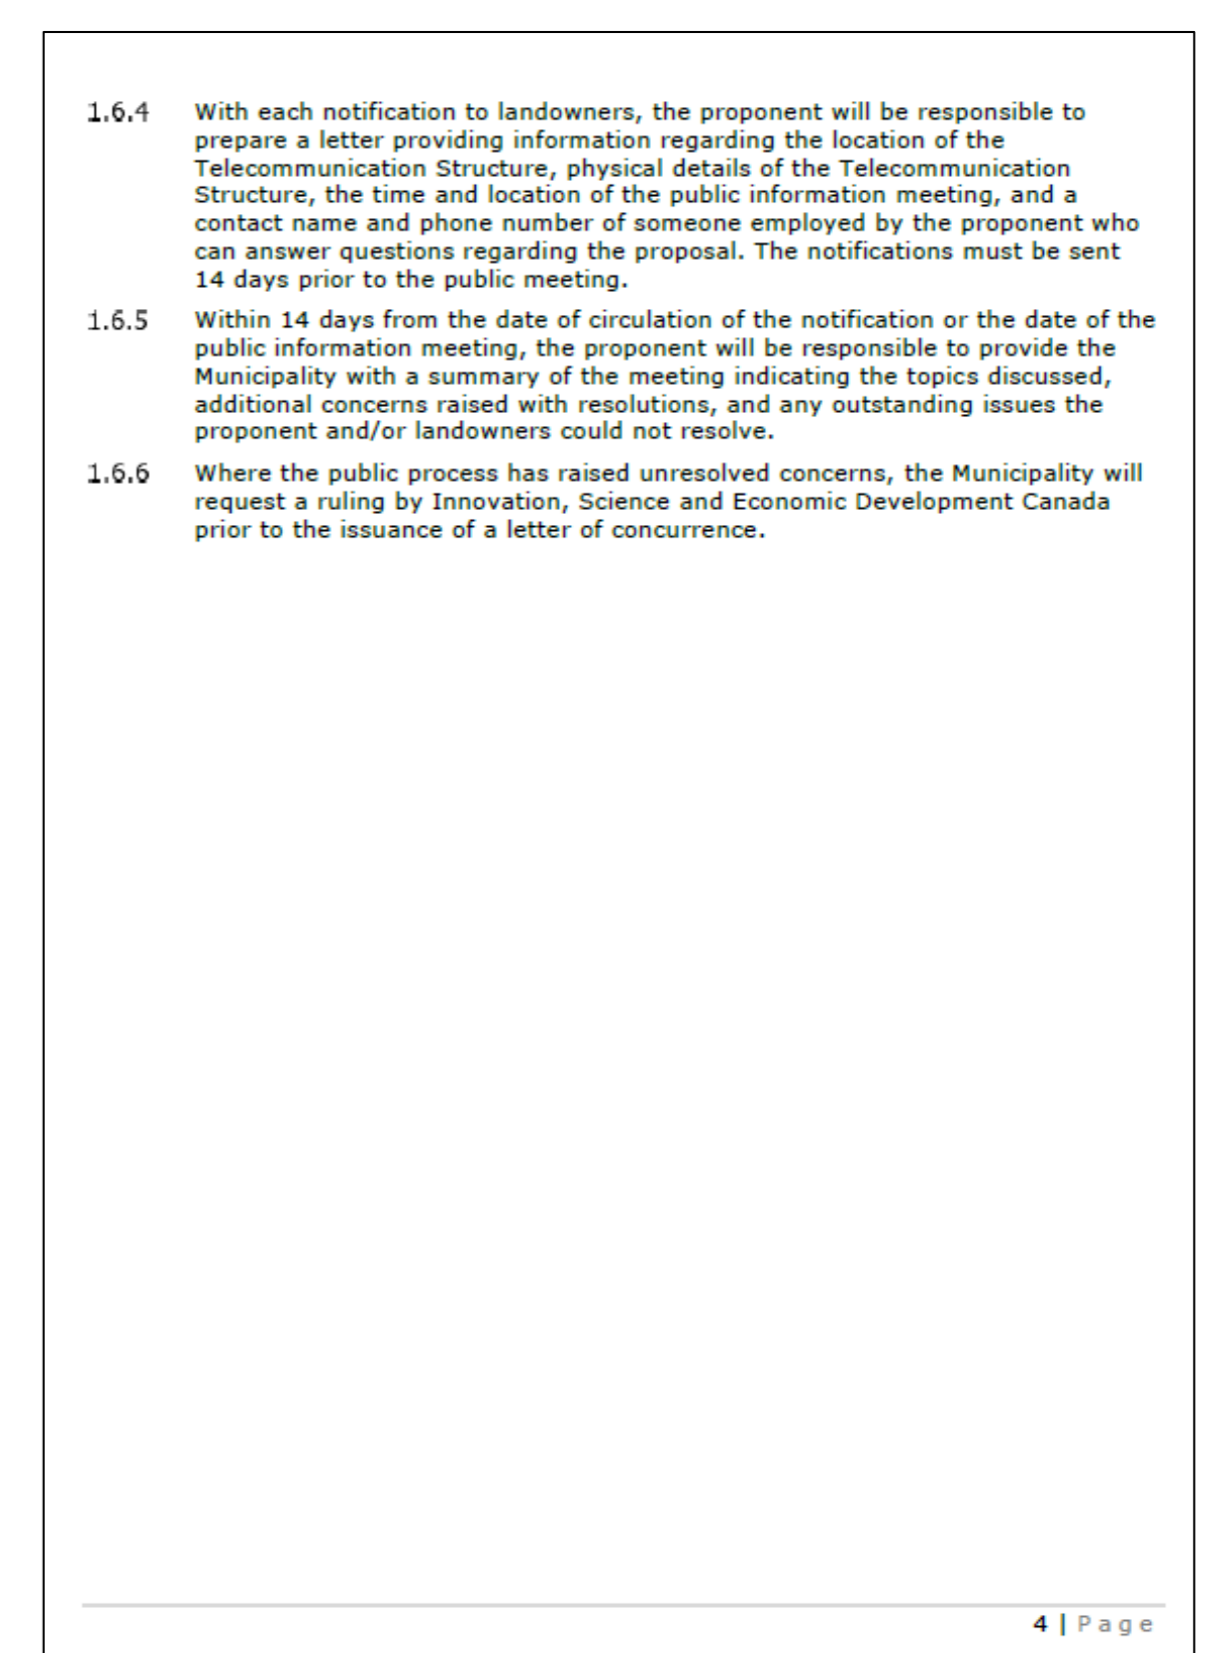 1.6.4 With each notification to landowners, the proponent will be responsible to
prepare a letter providing information regarding the location of the
Telecommunication Structure, physical details of the Telecommunication
Structure, the time and location of the public information meeting, and a
contact name and phone number of someone employed by the proponent who
can answer questions regarding the proposal. The notifications must be sent
14 days prior to the public meeting.
1.6.5 Within 14 days from the date of circulation of the notification or the date of the
public information meeting, the proponent will be responsible to provide the
Municipality with a summary of the meeting indicating the topics discussed,
additional concerns raised with resolutions, and any outstanding issues the
proponent and/or landowners could not resolve.
1.6.6 Where the public process has raised unresolved concerns, the Municipality will
request a ruling by Innovation, Science and Economic Development Canada
prior to the issuance of a letter of concurrence.
4 | Page